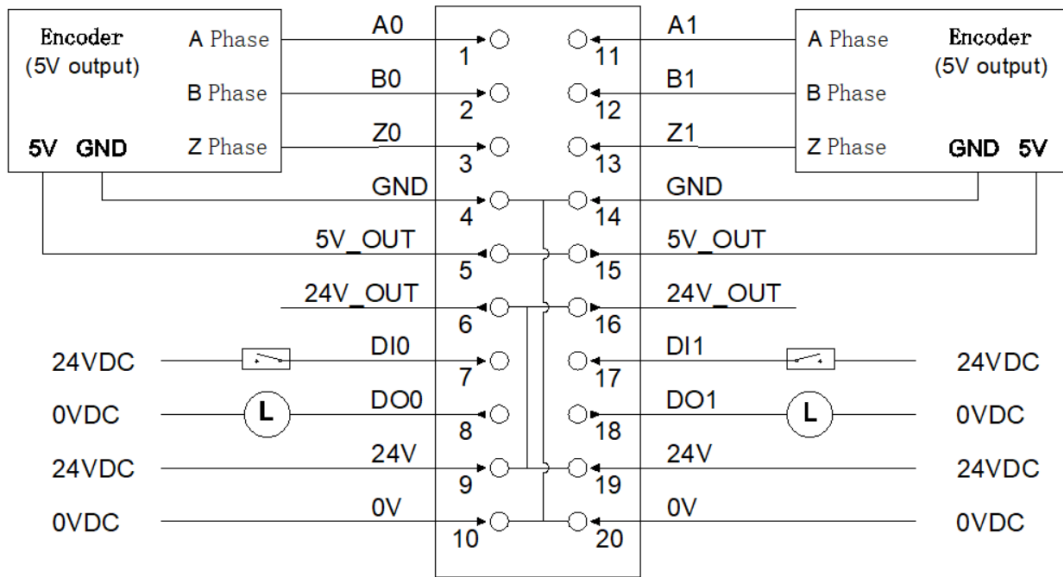 Encoder
(5V output)
A Phase
B Phase
Z Phase
5V GND
A0
1
11
A1
A Phase
Encoder
(5V output)
B0
2
12
B1
B Phase
Z0
3
13
Z1
Z Phase
GND 5V
GND
4
14
GND
5V_OUT
5
15
5V_OUT
24V_OUT
6
16
24V_OUT
24VDC
DI0
7
17
DI1
24VDC
0VDC
L
DO0
8
18
DO1
L
0VDC
24VDC
24V
9
19
24V
24VDC
0VDC
0V
10
20
0V
0VDC